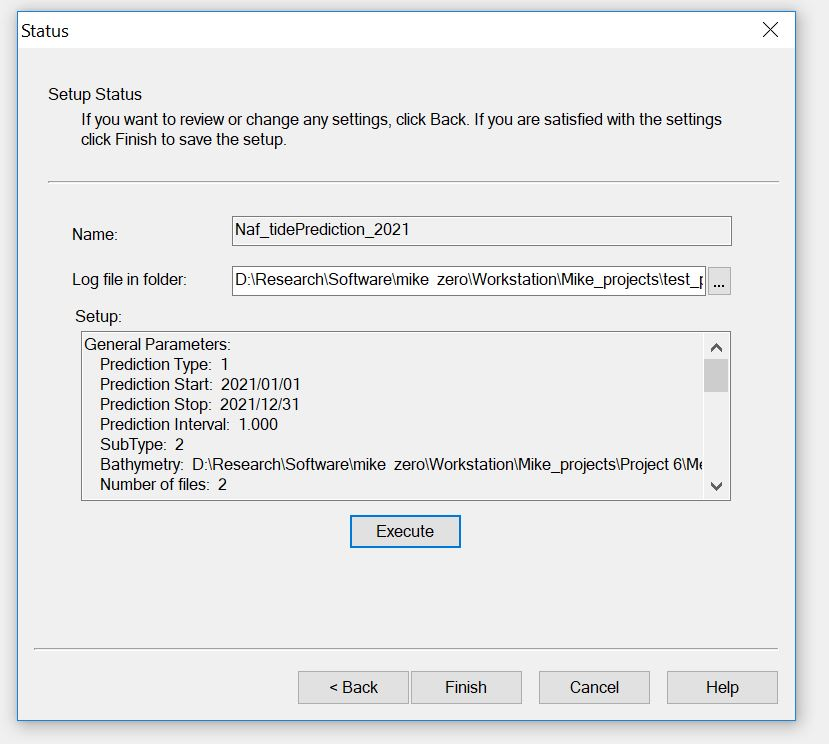 Status
Setup Status
If you want to review or change any settings, click Back. If you are satisfied with the settings
click Finish to save the setup.
Name:
Naf_tidePrediction_2021
Log file in folder:
D:\Research\Software\mike zero\Workstation\Mike_projects\test_p
...
Setup:
General Parameters:
Prediction Type: 1
Prediction Start: 2021/01/01
Prediction Stop: 2021/12/31
Prediction Interval: 1.000
SubType: 2
Bathymetry: D:\Research\Software\mike zero\Workstation\Mike_projects\Project 6\Me
Number of files: 2
Execute
< Back
Finish
Cancel
Help